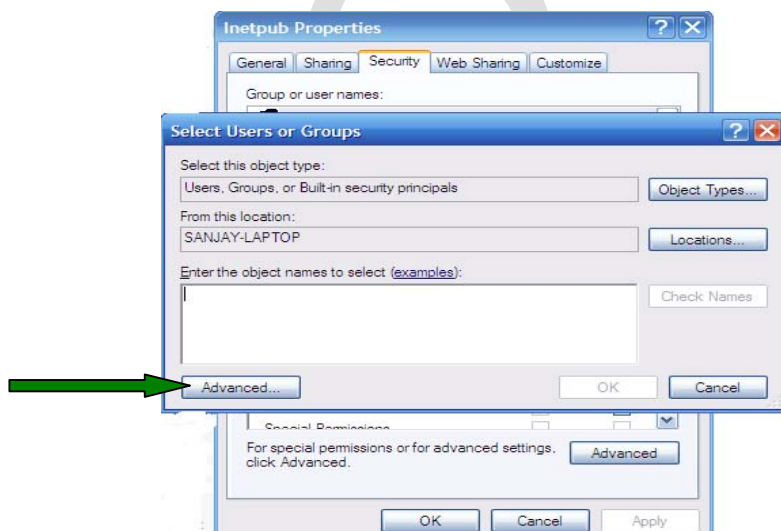 Inetpub Properties
General Sharing Security Web Sharing Customize
Group or user names:
Select Users or Groups
Select this object type:
Users, Groups, or Built-in security principals
Object Types...
From this location:
SANJAY-LAPTOP
Locations...
Enter the object names to select (examples):
Check Names
Advanced...
OK
Cancel
Special Permissions
For special permissions or for advanced settings,
click Advanced.
Advanced
OK
Cancel
Apply